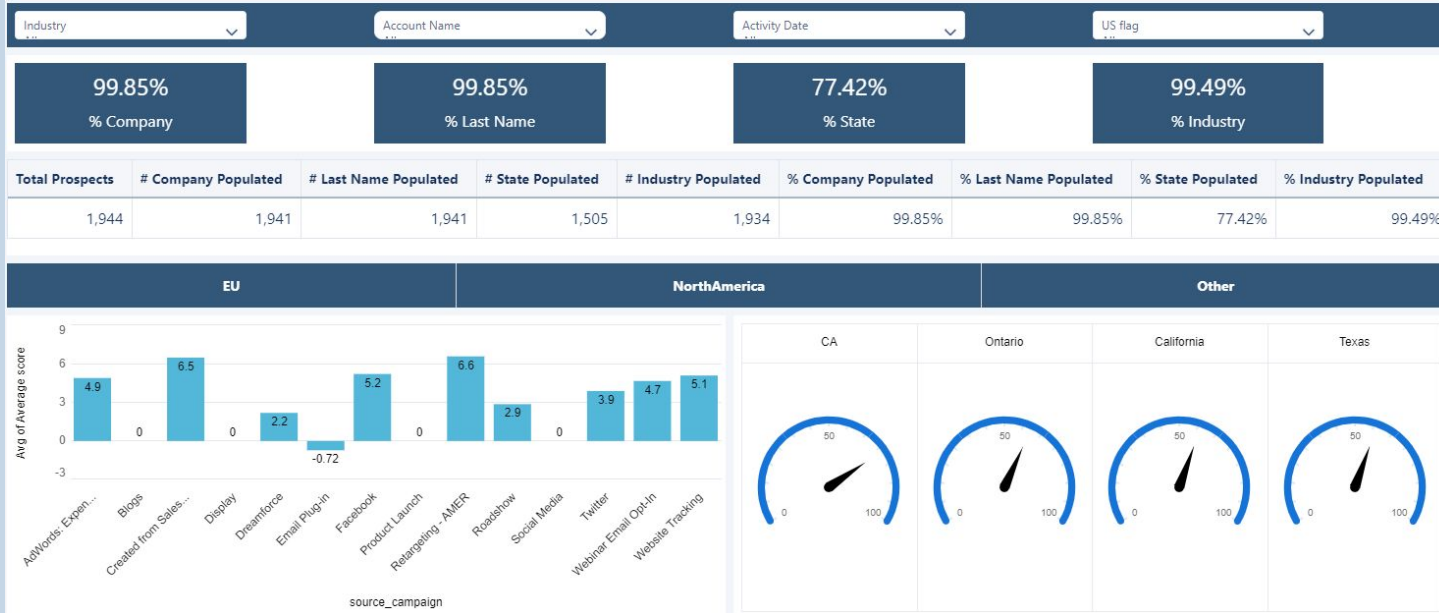 Industry Account Name Activity Date US flag
99.85% 99.85% 77.42% 99.49%
% Company % Last Name % State % Industry
Total Prospects # Company Populated # Last Name Populated # State Populated # Industry Populated % Company Populated % Last Name Populated % State Populated % Industry Populated
1,944 1,941 1,941 1,505 1,934 99.85% 99.85% 77.42% 99.49%
EU NorthAmerica Other
Avg of Average score
9
6
3
0
-3
4.9 0 6.5 0 2.2 -0.72 5.2 0 6.6 2.9 0 3.9 4.7 5.1
AdWords: Expen... Blogs Created from Sales... Display Dreamforce Email Plug-in Facebook Product Launch Retargeting - AMER Roadshow Social Media Twitter Webinar Email Opt-In Website Tracking
source_campaign
CA Ontario California Texas
50 50 50 50
0 100 0 100 0 100 0 100